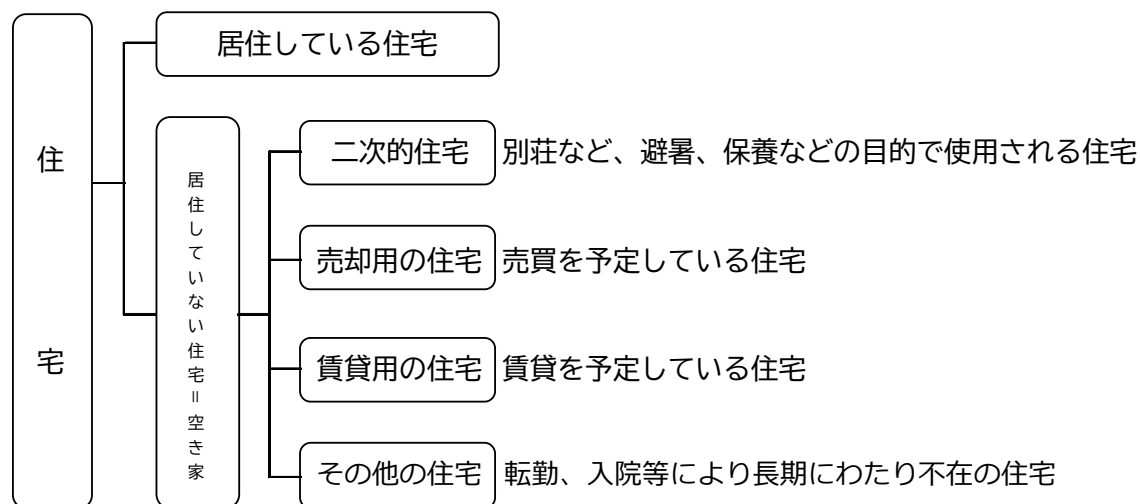 住宅
居住している住宅
居住していない住宅＝空き家
二次的住宅 別荘など、避暑、保養などの目的で使用される住宅
売却用の住宅 売買を予定している住宅
賃貸用の住宅 賃貸を予定している住宅
その他の住宅 転勤、入院等により長期にわたり不在の住宅